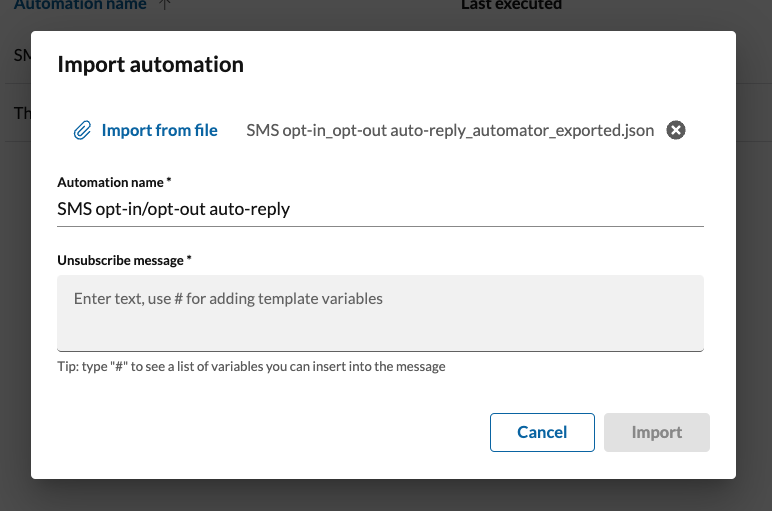 Automation name ↑ Last executed
Import automation
Import from file SMS opt-in_opt-out auto-reply_automator_exported.json
Automation name *
SMS opt-in/opt-out auto-reply
Unsubscribe message *
Enter text, use # for adding template variables
Tip: type "#" to see a list of variables you can insert into the message
Cancel Import